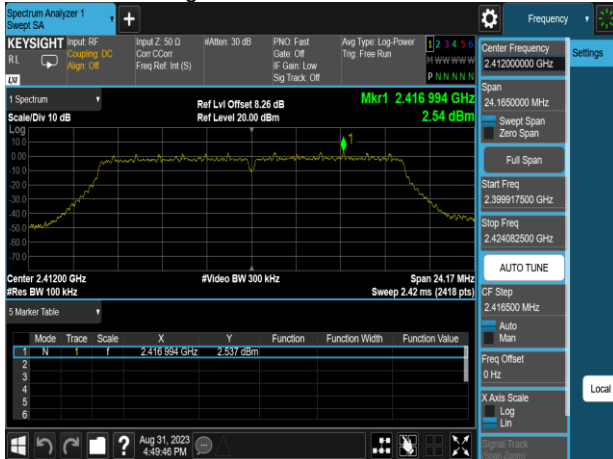 Spectrum Analyzer 1
Swept SA
+
Frequency
KEYSIGHT
RL
LXI
Input: RF
Coupling: DC
Align: Off
Input Z: 50 Ω
Corr CCorr
Freq Ref: Int (S)
#Atten: 30 dB
PNO: Fast
Gate: Off
IF Gain: Low
Sig Track: Off
Avg Type: Log-Power
Trig: Free Run
1 2 3 4 5 6
M W W W W W
P N N N N N
Center Frequency
2.412000000 GHz
Settings
Span
24.1650000 MHz
Swept Span
Zero Span
Full Span
Start Freq
2.399917500 GHz
Stop Freq
2.424082500 GHz
AUTO TUNE
CF Step
2.416500 MHz
Auto
Man
Freq Offset
0 Hz
X Axis Scale
Log
Lin
Signal Track
(Span Zoom)
Local
1 Spectrum
Scale/Div 10 dB
Ref Lvl Offset 8.26 dB
Ref Level 20.00 dBm
Mkr1 2.416 994 GHz
2.54 dBm
Log
10.0
0.00
-10.0
-20.0
-30.0
-40.0
-50.0
-60.0
-70.0
1
Center 2.41200 GHz
#Res BW 100 kHz
#Video BW 300 kHz
Span 24.17 MHz
Sweep 2.42 ms (2418 pts)
5 Marker Table
Mode Trace Scale X Y Function Function Width Function Value
1 N 1 f 2.416 994 GHz 2.537 dBm
2
3
4
5
6
?
Aug 31, 2023
4:49:46 PM